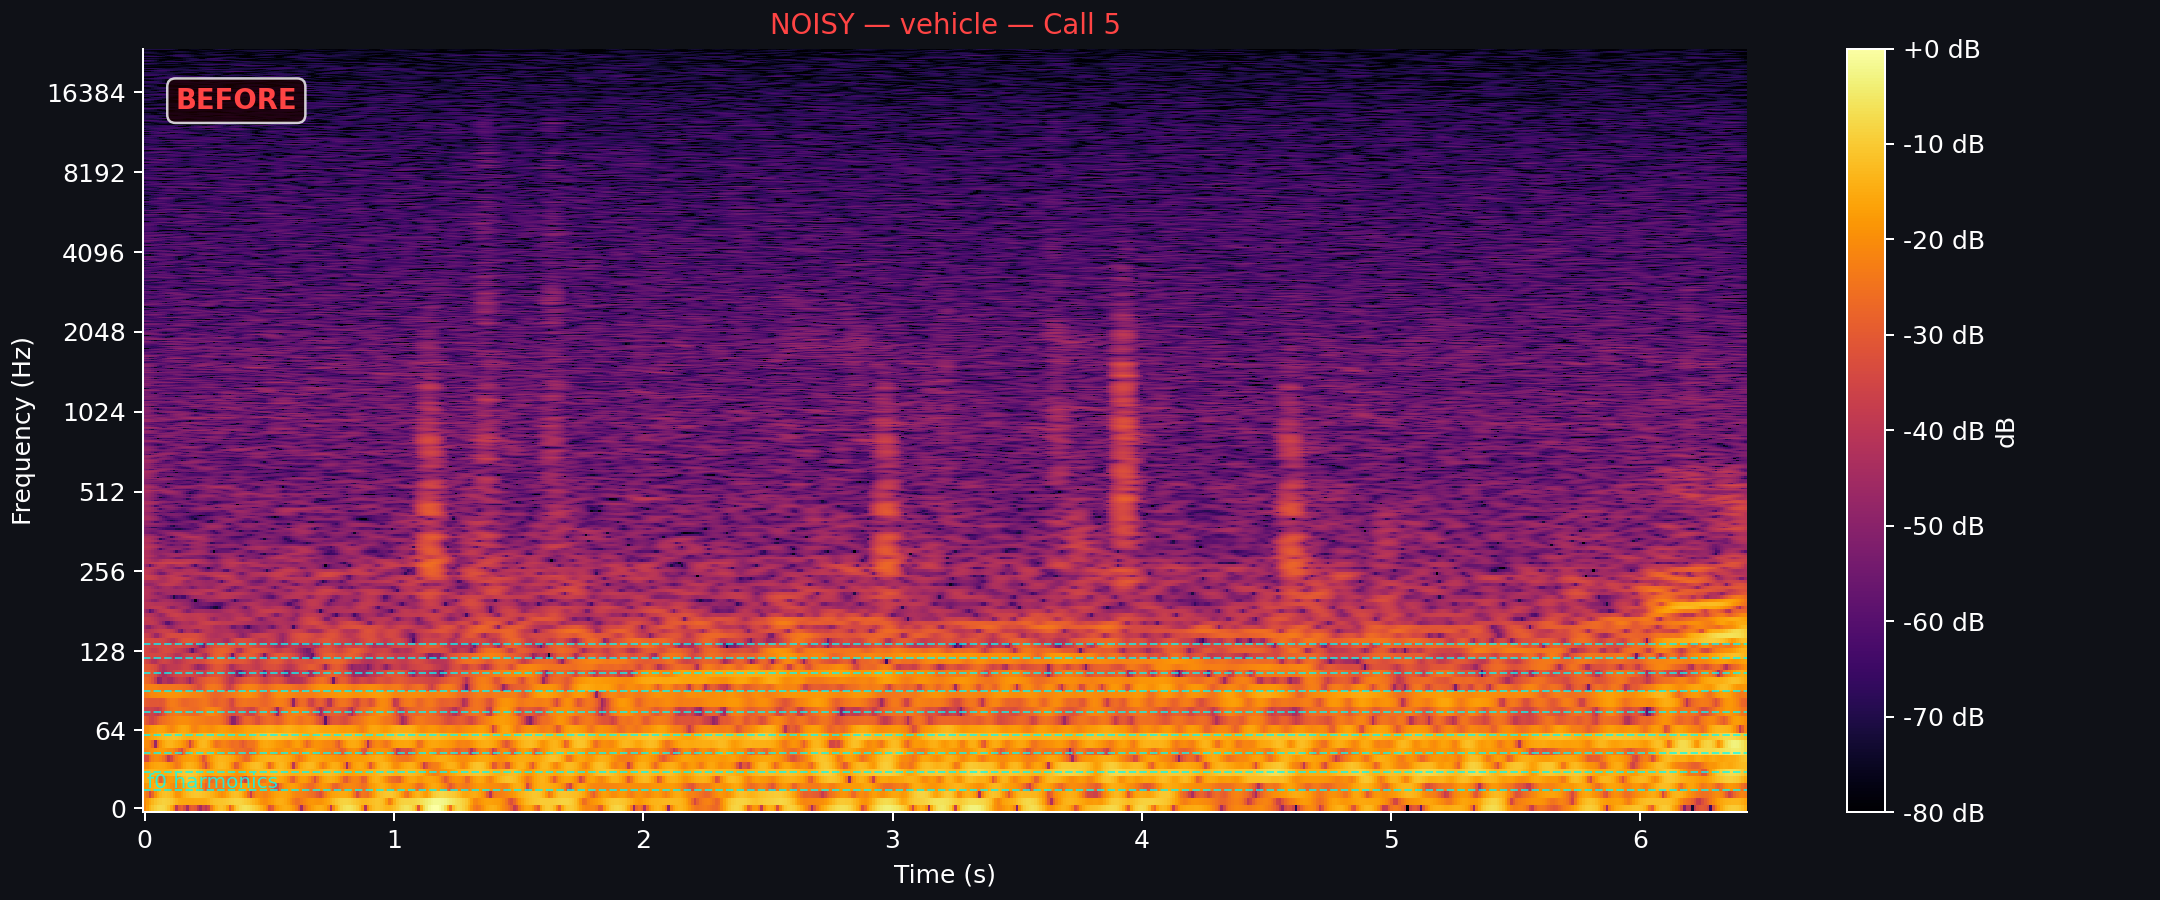 NOISY — vehicle — Call 5
BEFORE
Frequency (Hz)
16384
8192
4096
2048
1024
512
256
128
64
0
f0 harmonics
0 1 2 3 4 5 6
Time (s)
+0 dB
-10 dB
-20 dB
-30 dB
-40 dB
-50 dB
-60 dB
-70 dB
-80 dB
dB